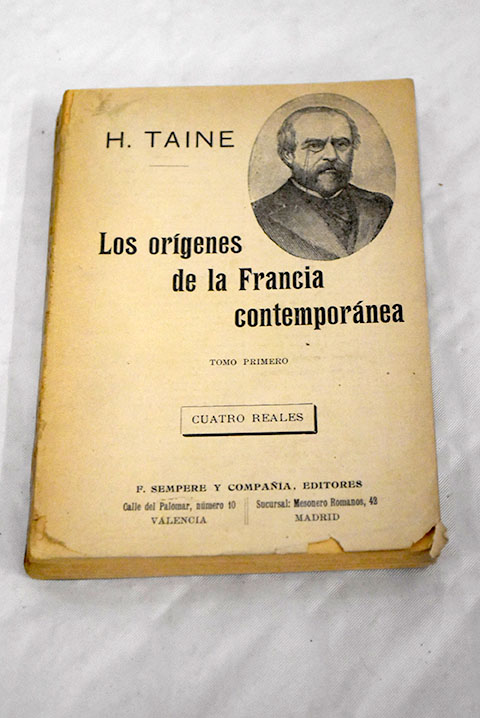 H. TAINE
Los orígenes
de la Francia
contemporánea
TOMO PRIMERO
CUATRO REALES
F. SEMPERE Y COMPAÑÍA, EDITORES
Calle del Palomar, número 10
VALENCIA
Sucursal: Mesonero Romanos, 42
MADRID